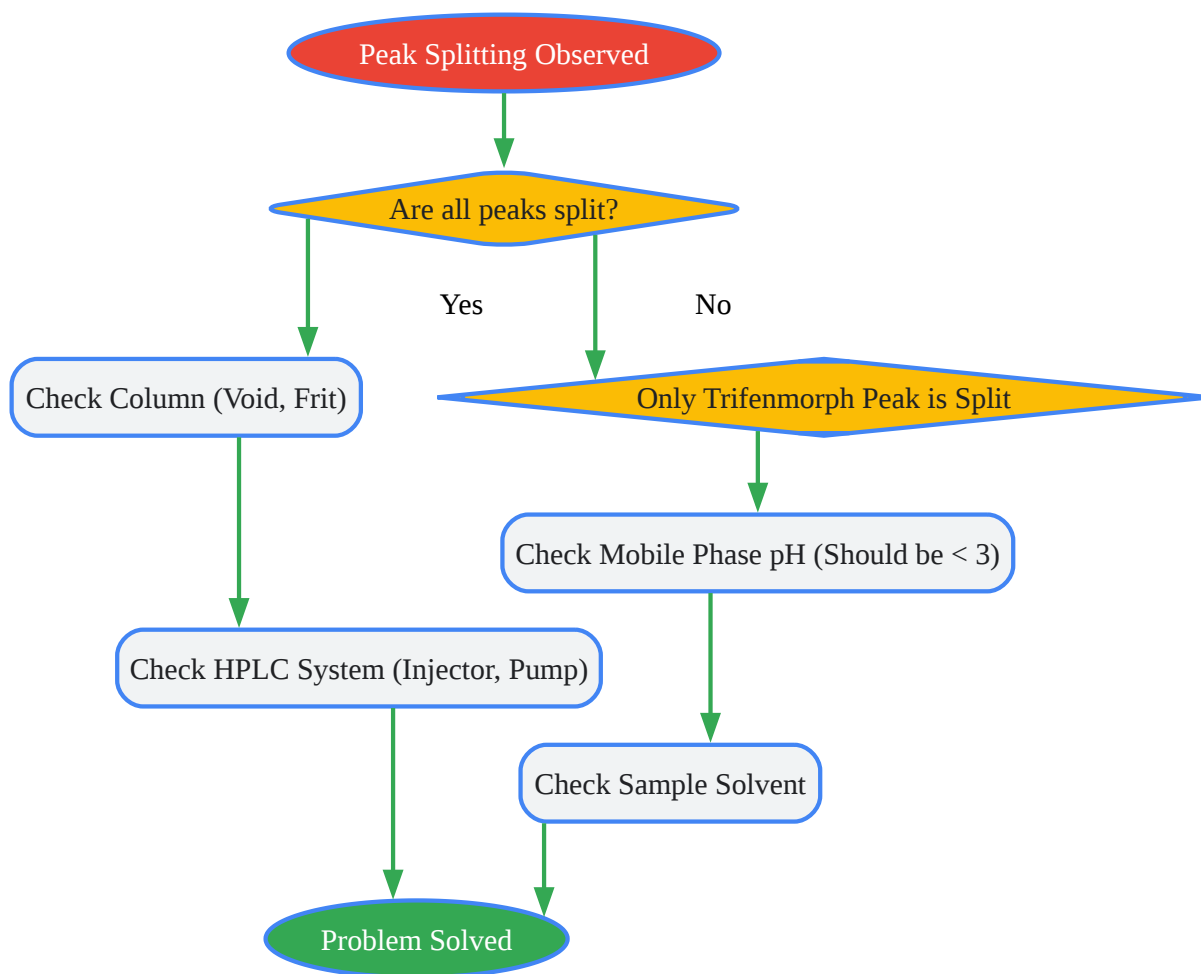 Peak Splitting Observed
Are all peaks split?
Yes
No
Check Column (Void, Frit)
Only Trifenmorph Peak is Split
Check Mobile Phase pH (Should be < 3)
Check HPLC System (Injector, Pump)
Check Sample Solvent
Problem Solved